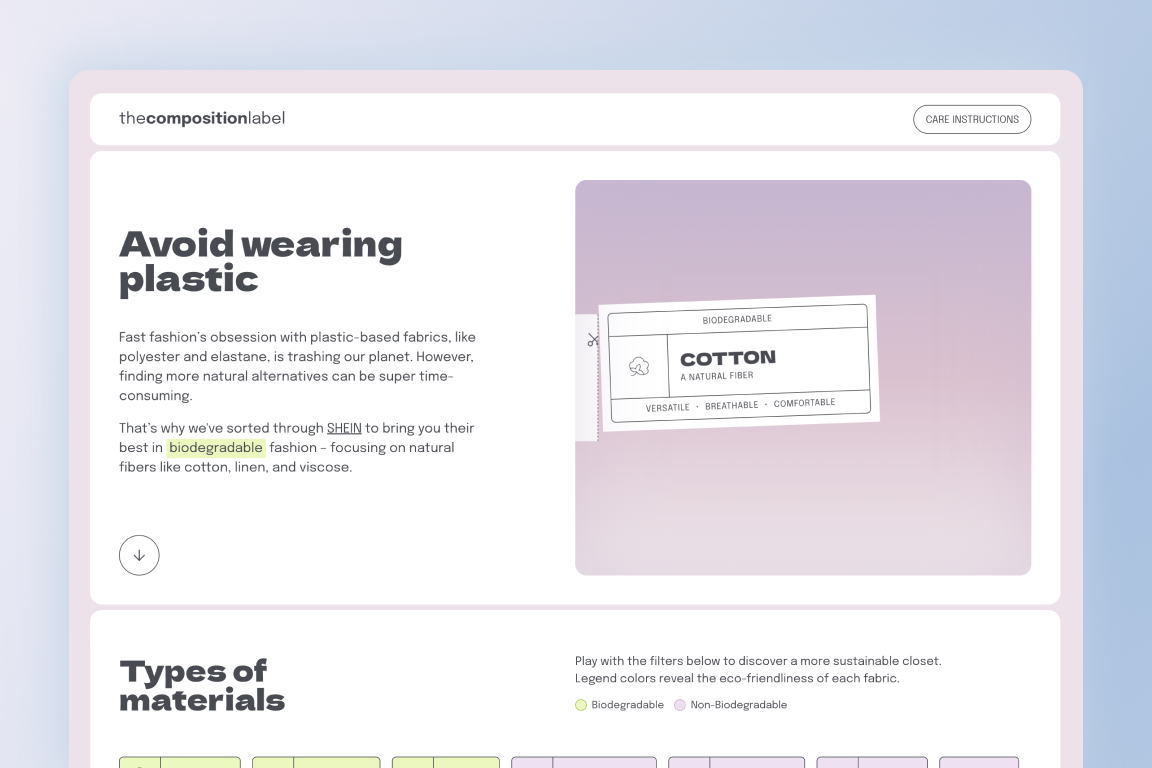 thecompositionlabel
CARE INSTRUCTIONS
Avoid wearing
plastic
Fast fashion’s obsession with plastic-based fabrics, like
polyester and elastane, is trashing our planet. However,
finding more natural alternatives can be super time-
consuming.
That’s why we've sorted through SHEIN to bring you their
best in biodegradable fashion – focusing on natural
fibers like cotton, linen, and viscose.
BIODEGRADABLE
COTTON
A NATURAL FIBER
VERSATILE · BREATHABLE · COMFORTABLE
Types of
materials
Play with the filters below to discover a more sustainable closet.
Legend colors reveal the eco-friendliness of each fabric.
Biodegradable Non-Biodegradable